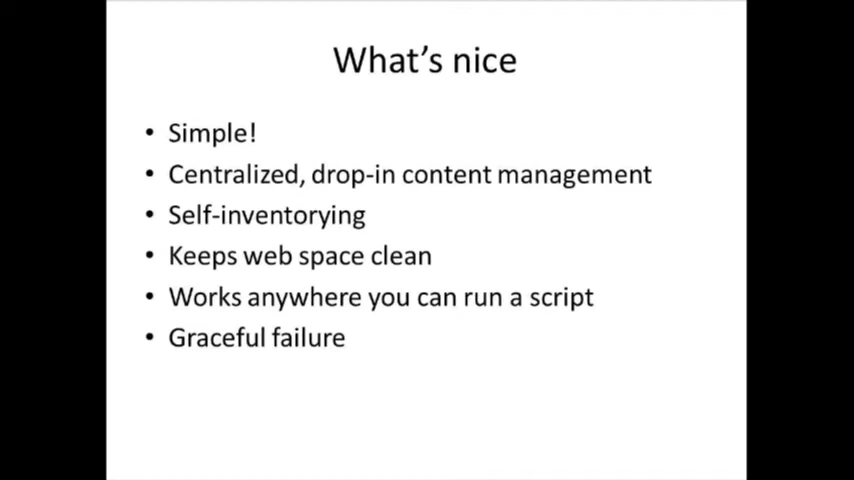 What's nice
• Simple!
• Centralized, drop-in content management
• Self-inventorying
• Keeps web space clean
• Works anywhere you can run a script
• Graceful failure